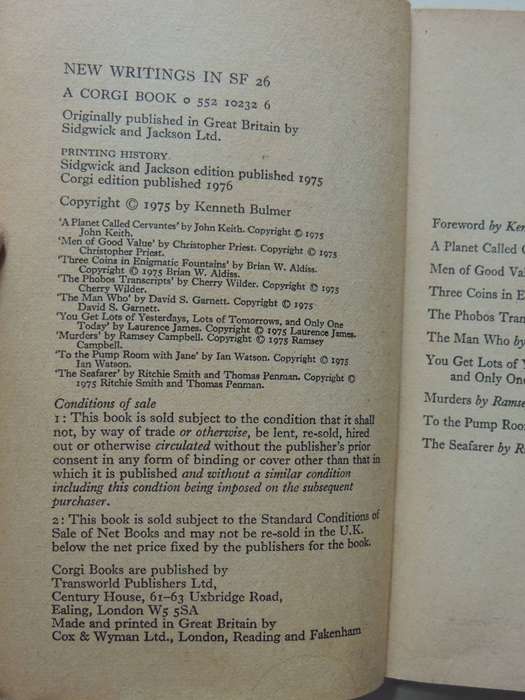 NEW WRITINGS IN SF 26
A CORGI BOOK 0 552 10232 6
Originally published in Great Britain by
Sidgwick and Jackson Ltd.
PRINTING HISTORY
Sidgwick and Jackson edition published 1975
Corgi edition published 1976
Copyright © 1975 by Kenneth Bulmer
'A Planet Called Cervantes' by John Keith. Copyright © 1975
John Keith.
'Men of Good Value' by Christopher Priest. Copyright © 1975
Christopher Priest.
'Three Coins in Enigmatic Fountains' by Brian W. Aldiss.
Copyright © 1975 Brian W. Aldiss.
'The Phobos Transcripts' by Cherry Wilder. Copyright © 1975
Cherry Wilder.
'The Man Who' by David S. Garnett. Copyright © 1975
David S. Garnett.
'You Get Lots of Yesterdays, Lots of Tomorrows, and Only One
Today' by Laurence James. Copyright © 1975 Laurence James.
'Murders' by Ramsey Campbell. Copyright © 1975 Ramsey
Campbell.
'To the Pump Room with Jane' by Ian Watson. Copyright © 1975
Ian Watson.
'The Seafarer' by Ritchie Smith and Thomas Penman. Copyright ©
1975 Ritchie Smith and Thomas Penman.
Conditions of sale
1: This book is sold subject to the condition that it shall
not, by way of trade or otherwise, be lent, re-sold, hired
out or otherwise circulated without the publisher's prior
consent in any form of binding or cover other than that in
which it is published and without a similar condition
including this condtion being imposed on the subsequent
purchaser.
2: This book is sold subject to the Standard Conditions of
Sale of Net Books and may not be re-sold in the U.K.
below the net price fixed by the publishers for the book.
Corgi Books are published by
Transworld Publishers Ltd,
Century House, 61–63 Uxbridge Road,
Ealing, London W5 5SA
Made and printed in Great Britain by
Cox & Wyman Ltd., London, Reading and Fakenham
Foreword by Ken
A Planet Called C
Men of Good Valu
Three Coins in E
The Phobos Trans
The Man Who by
You Get Lots of Y
and Only One
Murders by Ramse
To the Pump Room
The Seafarer by R